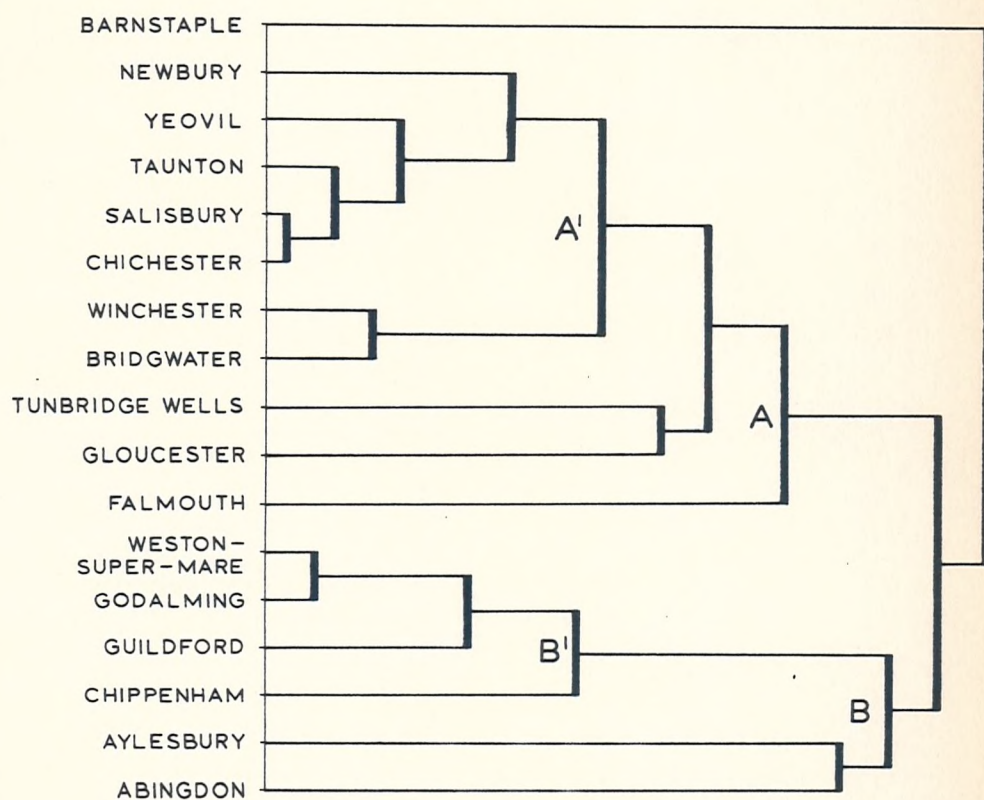 BARNSTAPLE
NEWBURY
YEOVIL
TAUNTON
SALISBURY
CHICHESTER
WINCHESTER
BRIDGWATER
TUNBRIDGE WELLS
GLOUCESTER
FALMOUTH
WESTON-
SUPER-MARE
GODALMING
GUILDFORD
CHIPPENHAM
AYLESBURY
ABINGDON
A'
A
B'
B